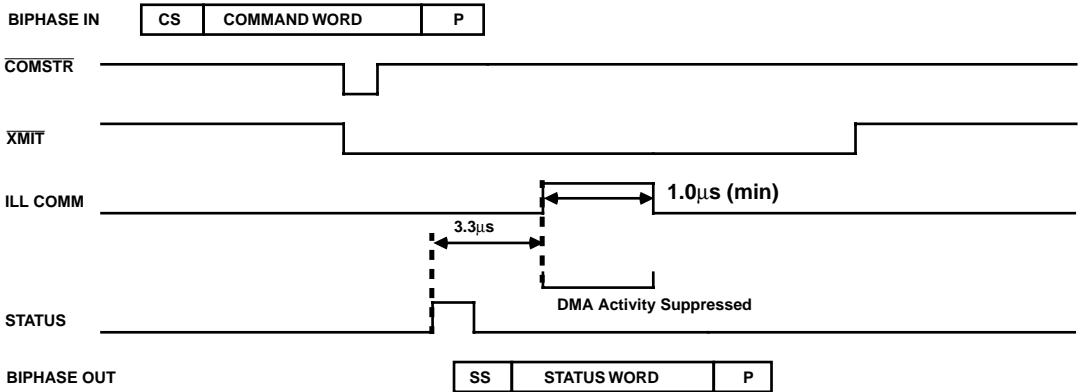 BIPHASE IN CS COMMAND WORD P
COMSTR
XMIT
ILL COMM 1.0μs (min)
3.3μs
DMA Activity Suppressed
STATUS
BIPHASE OUT SS STATUS WORD P